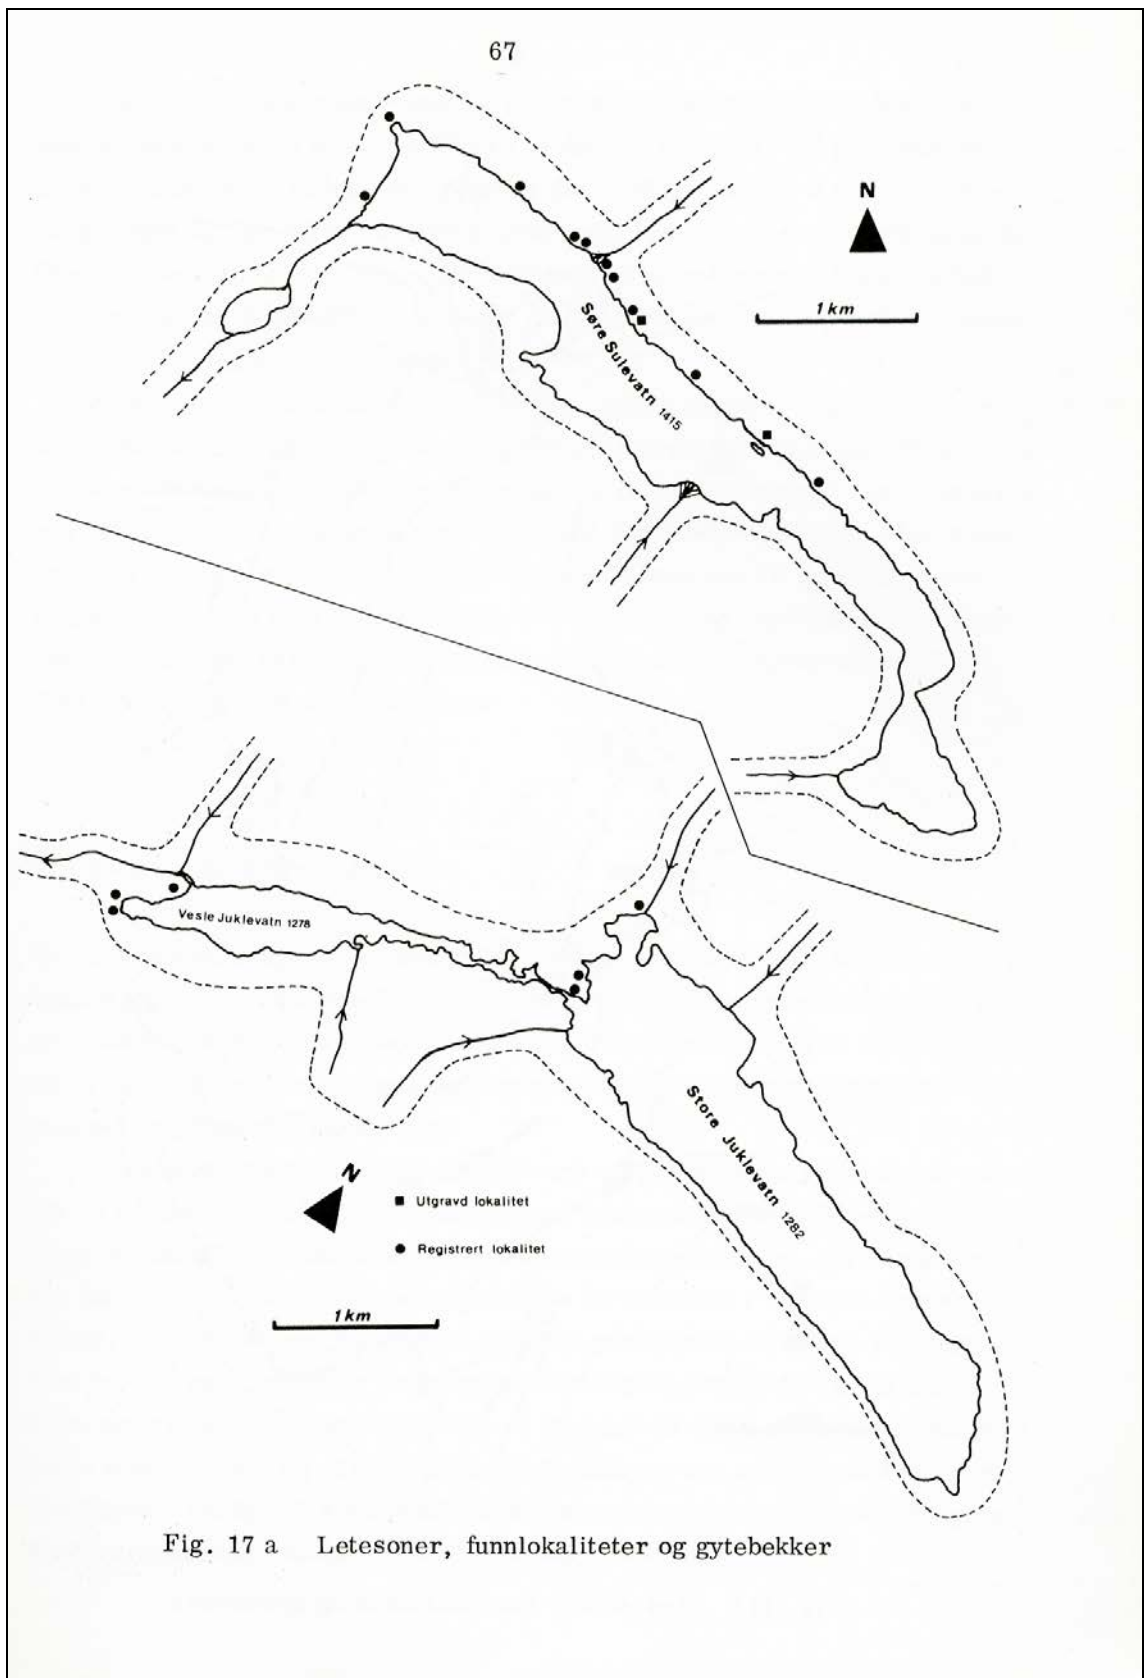 67
N
1 km
Søre Sulevatn 1415
Vesle Juklevatn 1278
Store Juklevatn 1282
N
Utgravd lokalitet
Registrert lokalitet
1 km
Fig. 17 a Letesoner, funnlokaliteter og gytebekker